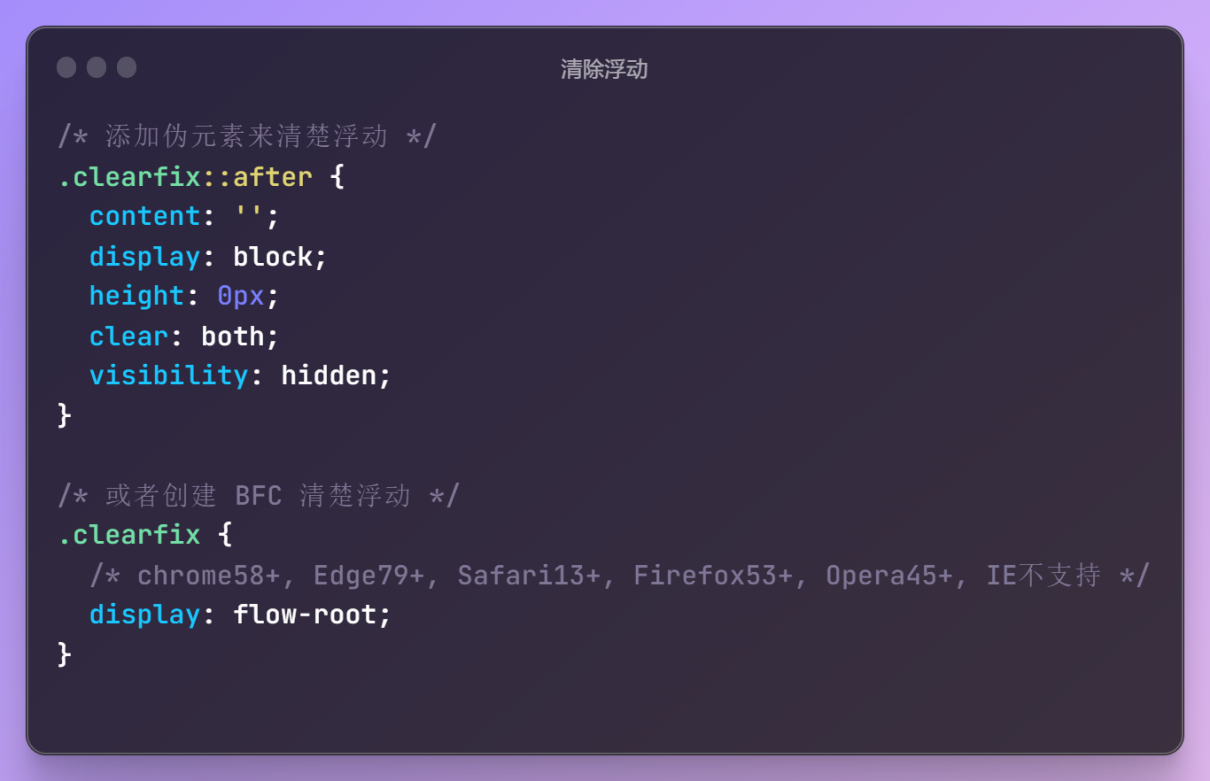 清除浮动
/* 添加伪元素来清楚浮动 */
.clearfix::after {
  content: '';
  display: block;
  height: 0px;
  clear: both;
  visibility: hidden;
}
/* 或者创建 BFC 清楚浮动 */
.clearfix {
  /* chrome58+, Edge79+, Safari13+, Firefox53+, Opera45+, IE不支持 */
  display: flow-root;
}